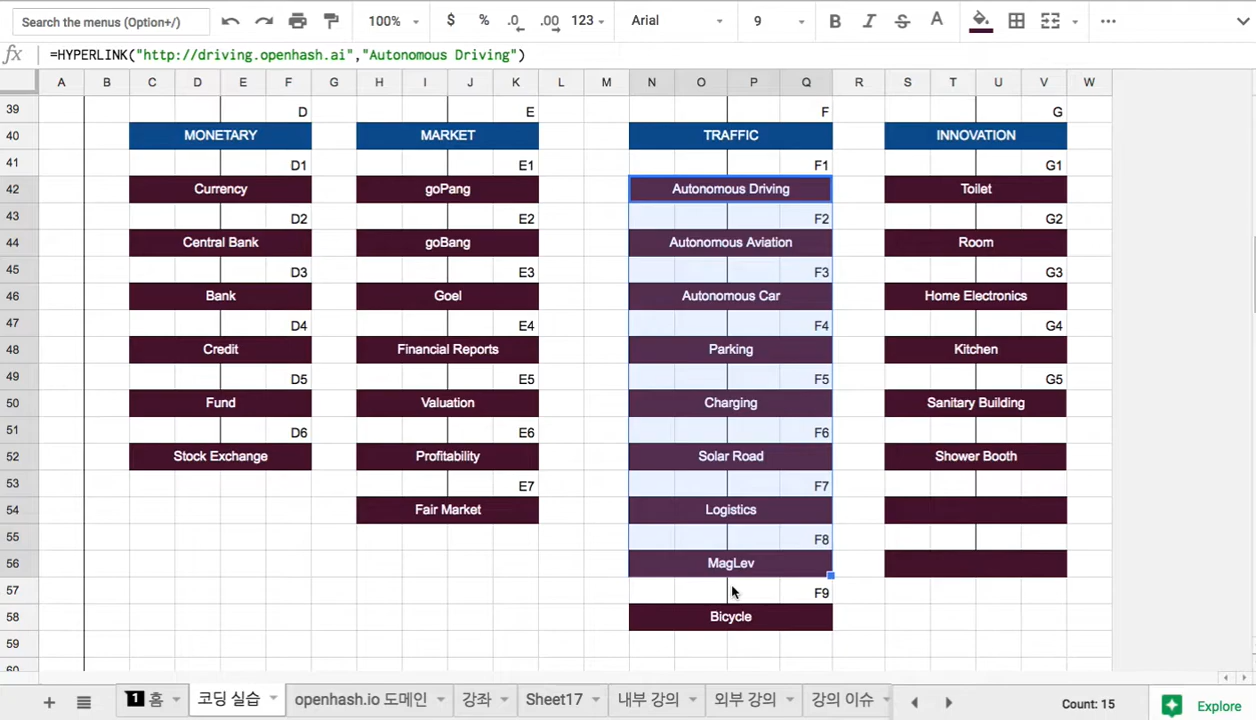 Search the menus (Option+/) 100% $ % .0 .00 123 Arial 9 B I S A
fx =HYPERLINK("http://driving.openhash.ai","Autonomous Driving")
A B C D E F G H I J K L M N O P Q R S T U V W
39 D E F G
40 MONETARY MARKET TRAFFIC INNOVATION
41 D1 E1 F1 G1
42 Currency goPang Autonomous Driving Toilet
43 D2 E2 F2 G2
44 Central Bank goBang Autonomous Aviation Room
45 D3 E3 F3 G3
46 Bank Goel Autonomous Car Home Electronics
47 D4 E4 F4 G4
48 Credit Financial Reports Parking Kitchen
49 D5 E5 F5 G5
50 Fund Valuation Charging Sanitary Building
51 D6 E6 F6
52 Stock Exchange Profitability Solar Road Shower Booth
53 E7 F7
54 Fair Market Logistics
55 F8
56 MagLev
57 F9
58 Bicycle
59
60
1 홈 코딩 실습 openhash.io 도메인 강좌 Sheet17 내부 강의 외부 강의 강의 이슈 Count: 15 Explore